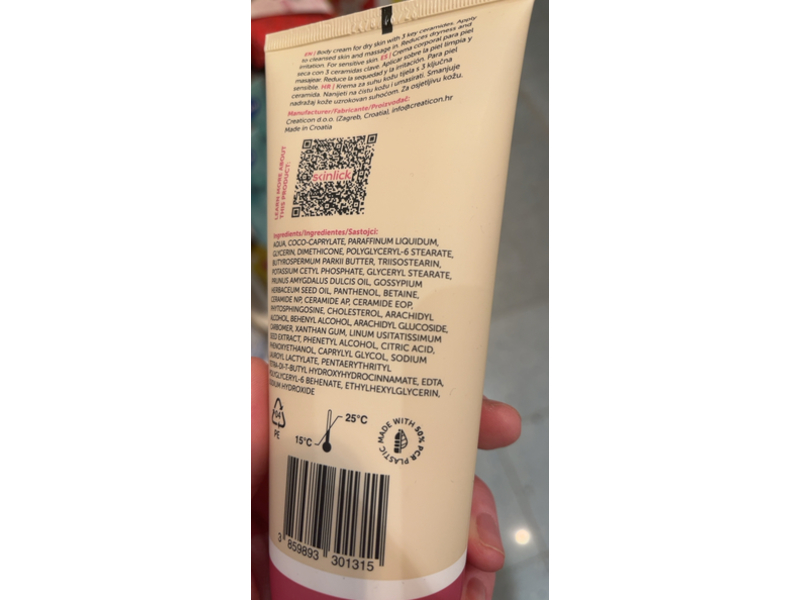 EN | Body cream for dry skin with 3 key ceramides. Apply
to cleansed skin and massage in. Reduces dryness and
irritation. For sensitive skin. ES | Crema corporal para piel
seca con 3 ceramidas clave. Aplicar sobre la piel limpia y
masajear. Reduce la sequedad y la irritación. Para piel
sensible. HR | Krema za suhu kožu tijela s 3 ključna
ceramida. Nanijeti na čistu kožu i umasirati. Smanjuje
nadražaj kože uzrokovan suhoćom. Za osjetljivu kožu.
Manufacturer/Fabricante/Proizvođač:
Creaticon d.o.o. (Zagreb, Croatia), info@creaticon.hr
Made in Croatia
LEARN MORE ABOUT
THIS PRODUCT:
skinlick
Ingredients/Ingredientes/Sastojci:
AQUA, COCO-CAPRYLATE, PARAFFINUM LIQUIDUM,
GLYCERIN, DIMETHICONE, POLYGLYCERYL-6 STEARATE,
BUTYROSPERMUM PARKII BUTTER, TRIISOSTEARIN,
POTASSIUM CETYL PHOSPHATE, GLYCERYL STEARATE,
PRUNUS AMYGDALUS DULCIS OIL, GOSSYPIUM
HERBACEUM SEED OIL, PANTHENOL, BETAINE,
CERAMIDE NP, CERAMIDE AP, CERAMIDE EOP,
PHYTOSPHINGOSINE, CHOLESTEROL, ARACHIDYL
ALCOHOL, BEHENYL ALCOHOL, ARACHIDYL GLUCOSIDE,
CARBOMER, XANTHAN GUM, LINUM USITATISSIMUM
SEED EXTRACT, PHENETYL ALCOHOL, CITRIC ACID,
PHENOXYETHANOL, CAPRYLYL GLYCOL, SODIUM
LAUROYL LACTYLATE, PENTAERYTHRITYL
TETRA-DI-T-BUTYL HYDROXYHYDROCINNAMATE, EDTA,
POLYGLYCERYL-6 BEHENATE, ETHYLHEXYLGLYCERIN,
SODIUM HYDROXIDE
04
PE
15°C
25°C
MADE WITH 50% PCR PLASTIC
3 859893 301315